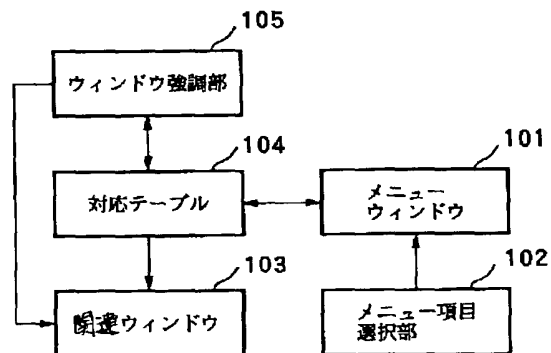 105
ウィンドウ強調部
104
対応テーブル
101
メニュー
ウィンドウ
103
関連ウィンドウ
102
メニュー項目
選択部